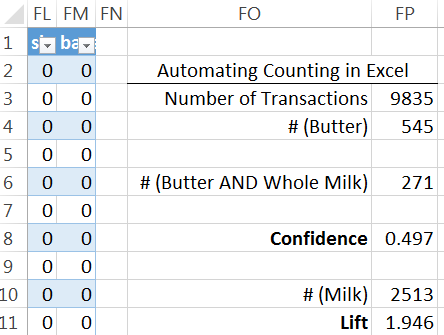 FL FM FN FO FP
1 s ba
2 0 0 Automating Counting in Excel
3 0 0 Number of Transactions 9835
4 0 0 # (Butter) 545
5 0 0
6 0 0 # (Butter AND Whole Milk) 271
7 0 0
8 0 0 Confidence 0.497
9 0 0
10 0 0 # (Milk) 2513
11 0 0 Lift 1.946